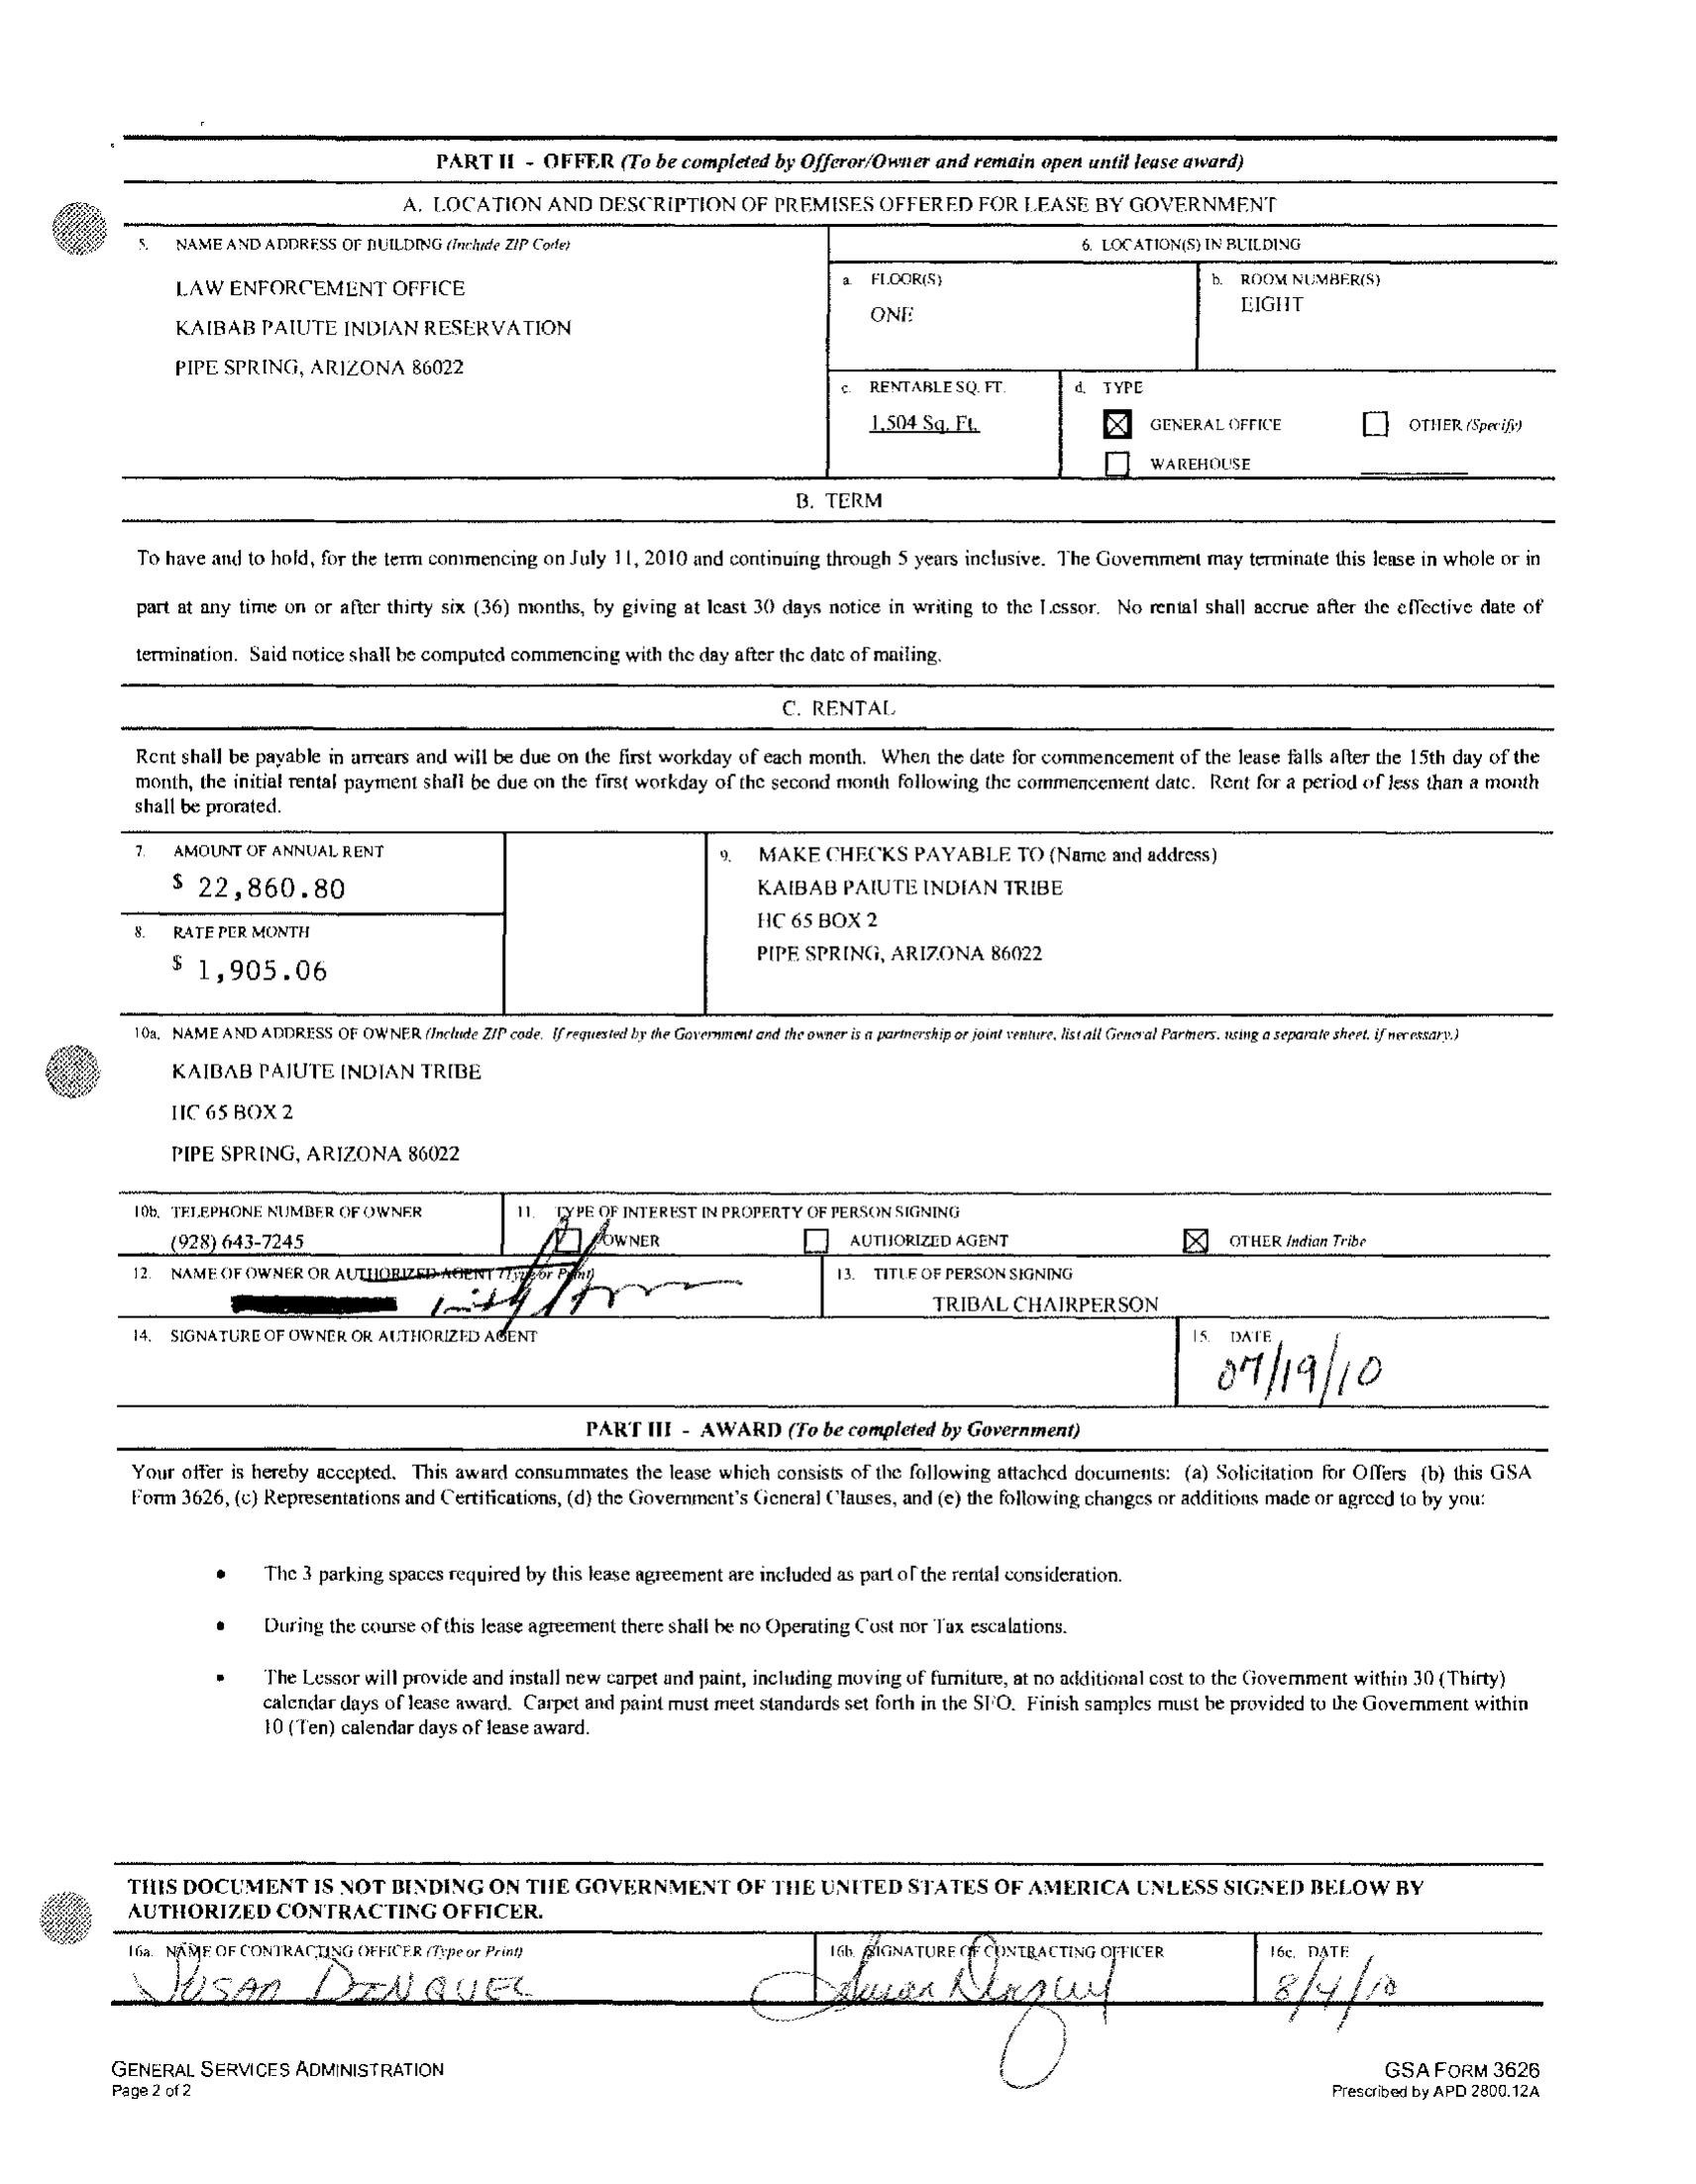 PART II - OFFER (To be completed by Offeror/Owner and remain open until lease award)
A. LOCATION AND DESCRIPTION OF PREMISES OFFERED FOR LEASE BY GOVERNMENT
5. NAME AND ADDRESS OF BUILDING (Include ZIP Code)
LAW ENFORCEMENT OFFICE
KAIBAB PAIUTE INDIAN RESERVATION
PIPE SPRING, ARIZONA 86022
6. LOCATION(S) IN BUILDING
a. FLOOR(S)
ONE
b. ROOM NUMBER(S)
EIGHT
c. RENTABLE SQ. FT.
1,504 Sq. Ft.
d. TYPE
GENERAL OFFICE
OTHER (Specify)
WAREHOUSE
B. TERM
To have and to hold, for the term commencing on July 11, 2010 and continuing through 5 years inclusive. The Government may terminate this lease in whole or in
part at any time on or after thirty six (36) months, by giving at least 30 days notice in writing to the Lessor. No rental shall accrue after the effective date of
termination. Said notice shall be computed commencing with the day after the date of mailing.
C. RENTAL
Rent shall be payable in arrears and will be due on the first workday of each month. When the date for commencement of the lease falls after the 15th day of the
month, the initial rental payment shall be due on the first workday of the second month following the commencement date. Rent for a period of less than a month
shall be prorated.
7. AMOUNT OF ANNUAL RENT
$ 22,860.80
8. RATE PER MONTH
$ 1,905.06
9. MAKE CHECKS PAYABLE TO (Name and address)
KAIBAB PAIUTE INDIAN TRIBE
HC 65 BOX 2
PIPE SPRING, ARIZONA 86022
10a. NAME AND ADDRESS OF OWNER (Include ZIP code. If requested by the Government and the owner is a partnership or joint venture, list all General Partners, using a separate sheet, if necessary.)
KAIBAB PAIUTE INDIAN TRIBE
HC 65 BOX 2
PIPE SPRING, ARIZONA 86022
10b. TELEPHONE NUMBER OF OWNER
(928) 643-7245
11. TYPE OF INTEREST IN PROPERTY OF PERSON SIGNING
OWNER
AUTHORIZED AGENT
OTHER Indian Tribe
12. NAME OF OWNER OR AUTHORIZED AGENT (Type or Print)
13. TITLE OF PERSON SIGNING
TRIBAL CHAIRPERSON
14. SIGNATURE OF OWNER OR AUTHORIZED AGENT
15. DATE
07/19/10
PART III - AWARD (To be completed by Government)
Your offer is hereby accepted. This award consummates the lease which consists of the following attached documents: (a) Solicitation for Offers (b) this GSA
Form 3626, (c) Representations and Certifications, (d) the Government's General Clauses, and (e) the following changes or additions made or agreed to by you:
• The 3 parking spaces required by this lease agreement are included as part of the rental consideration.
• During the course of this lease agreement there shall be no Operating Cost nor Tax escalations.
• The Lessor will provide and install new carpet and paint, including moving of furniture, at no additional cost to the Government within 30 (Thirty)
calendar days of lease award. Carpet and paint must meet standards set forth in the SFO. Finish samples must be provided to the Government within
10 (Ten) calendar days of lease award.
THIS DOCUMENT IS NOT BINDING ON THE GOVERNMENT OF THE UNITED STATES OF AMERICA UNLESS SIGNED BELOW BY
AUTHORIZED CONTRACTING OFFICER.
16a. NAME OF CONTRACTING OFFICER (Type or Print)
SUSAN DINQUEL
16b. SIGNATURE OF CONTRACTING OFFICER
Susan Dinquel
16c. DATE
8/4/10
GENERAL SERVICES ADMINISTRATION
Page 2 of 2
GSA FORM 3626
Prescribed by APD 2800.12A